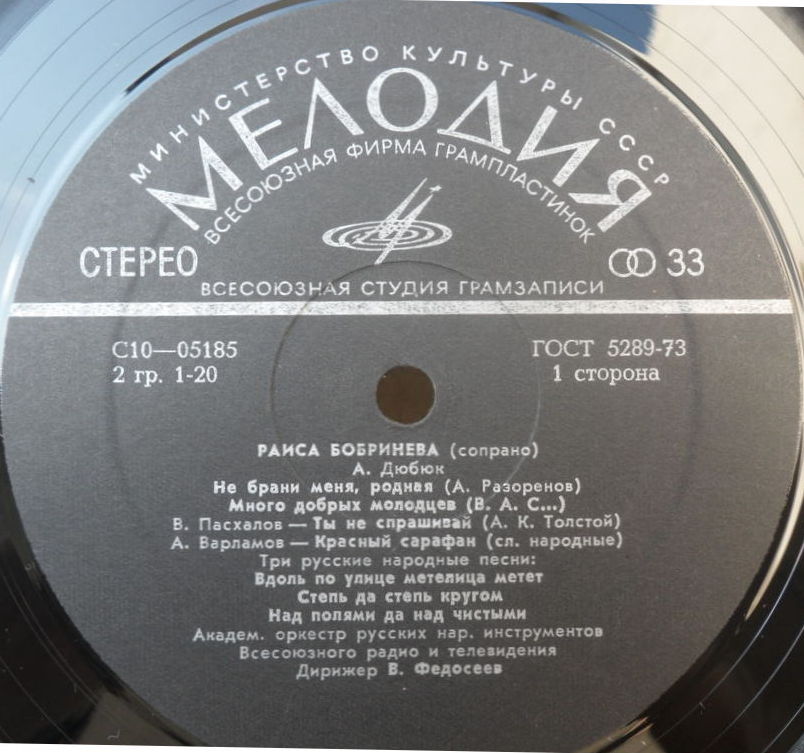 МИНИСТЕРСТВО КУЛЬТУРЫ СССР
МЕЛОДИЯ
ВСЕСОЮЗНАЯ ФИРМА ГРАМПЛАСТИНОК
СТЕРЕО
33
ВСЕСОЮЗНАЯ СТУДИЯ ГРАМЗАПИСИ
С10—05185
ГОСТ 5289-73
2 гр. 1-20
1 сторона
РАИСА БОБРИНЕВА (сопрано)
А. Дюбюк
Не брани меня, родная (А. Разоренов)
Много добрых молодцев (В. А. С...)
В. Пасхалов — Ты не спрашивай (А. К. Толстой)
А. Варламов — Красный сарафан (сл. народные)
Три русские народные песни:
Вдоль по улице метелица метет
Степь да степь кругом
Над полями да над чистыми
Академ. оркестр русских нар. инструментов
Всесоюзного радио и телевидения
Дирижер В. Федосеев